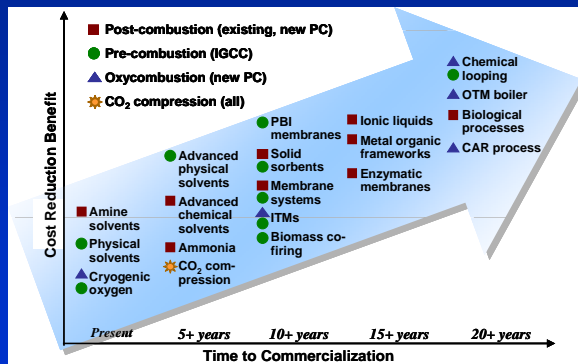 Post-combustion (existing, new PC)
Pre-combustion (IGCC)
Oxycombustion (new PC)
CO2 compression (all)
Cost Reduction Benefit
Amine
solvents
Physical
solvents
Cryogenic
oxygen
Advanced
physical
solvents
Advanced
chemical
solvents
Ammonia
CO2 com-
pression
PBI
membranes
Solid
sorbents
Membrane
systems
ITMs
Biomass co-
firing
Ionic liquids
Metal organic
frameworks
Enzymatic
membranes
Chemical
looping
OTM boiler
Biological
processes
CAR process
Present
5+ years
10+ years
15+ years
20+ years
Time to Commercialization